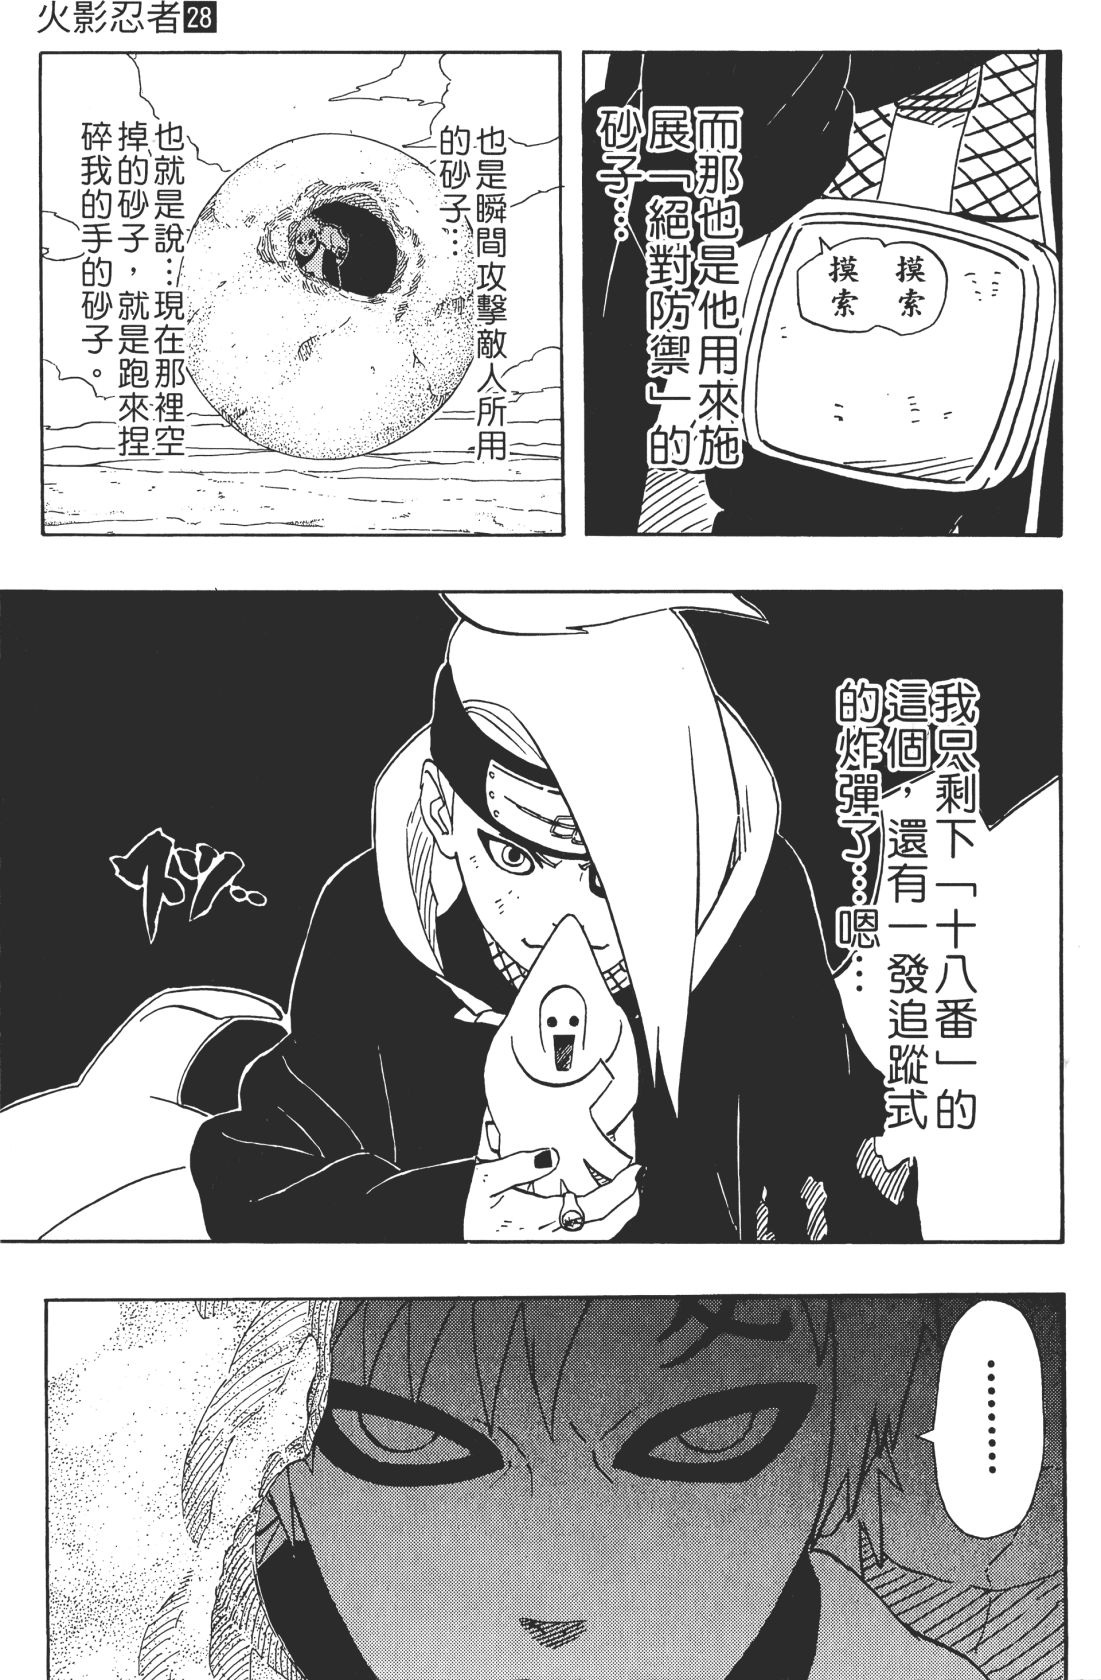 火影忍者28
而那也是他用來施
展「絕對防禦」的
砂子…
摸索
摸索
也是瞬間攻擊敵人所用
的砂子…
也就是說…現在那裡空
掉的砂子，就是跑來捏
碎我的手的砂子。
我只剩下「十八番」的
這個，還有一發追蹤式
的炸彈了…嗯…
スッ…
………